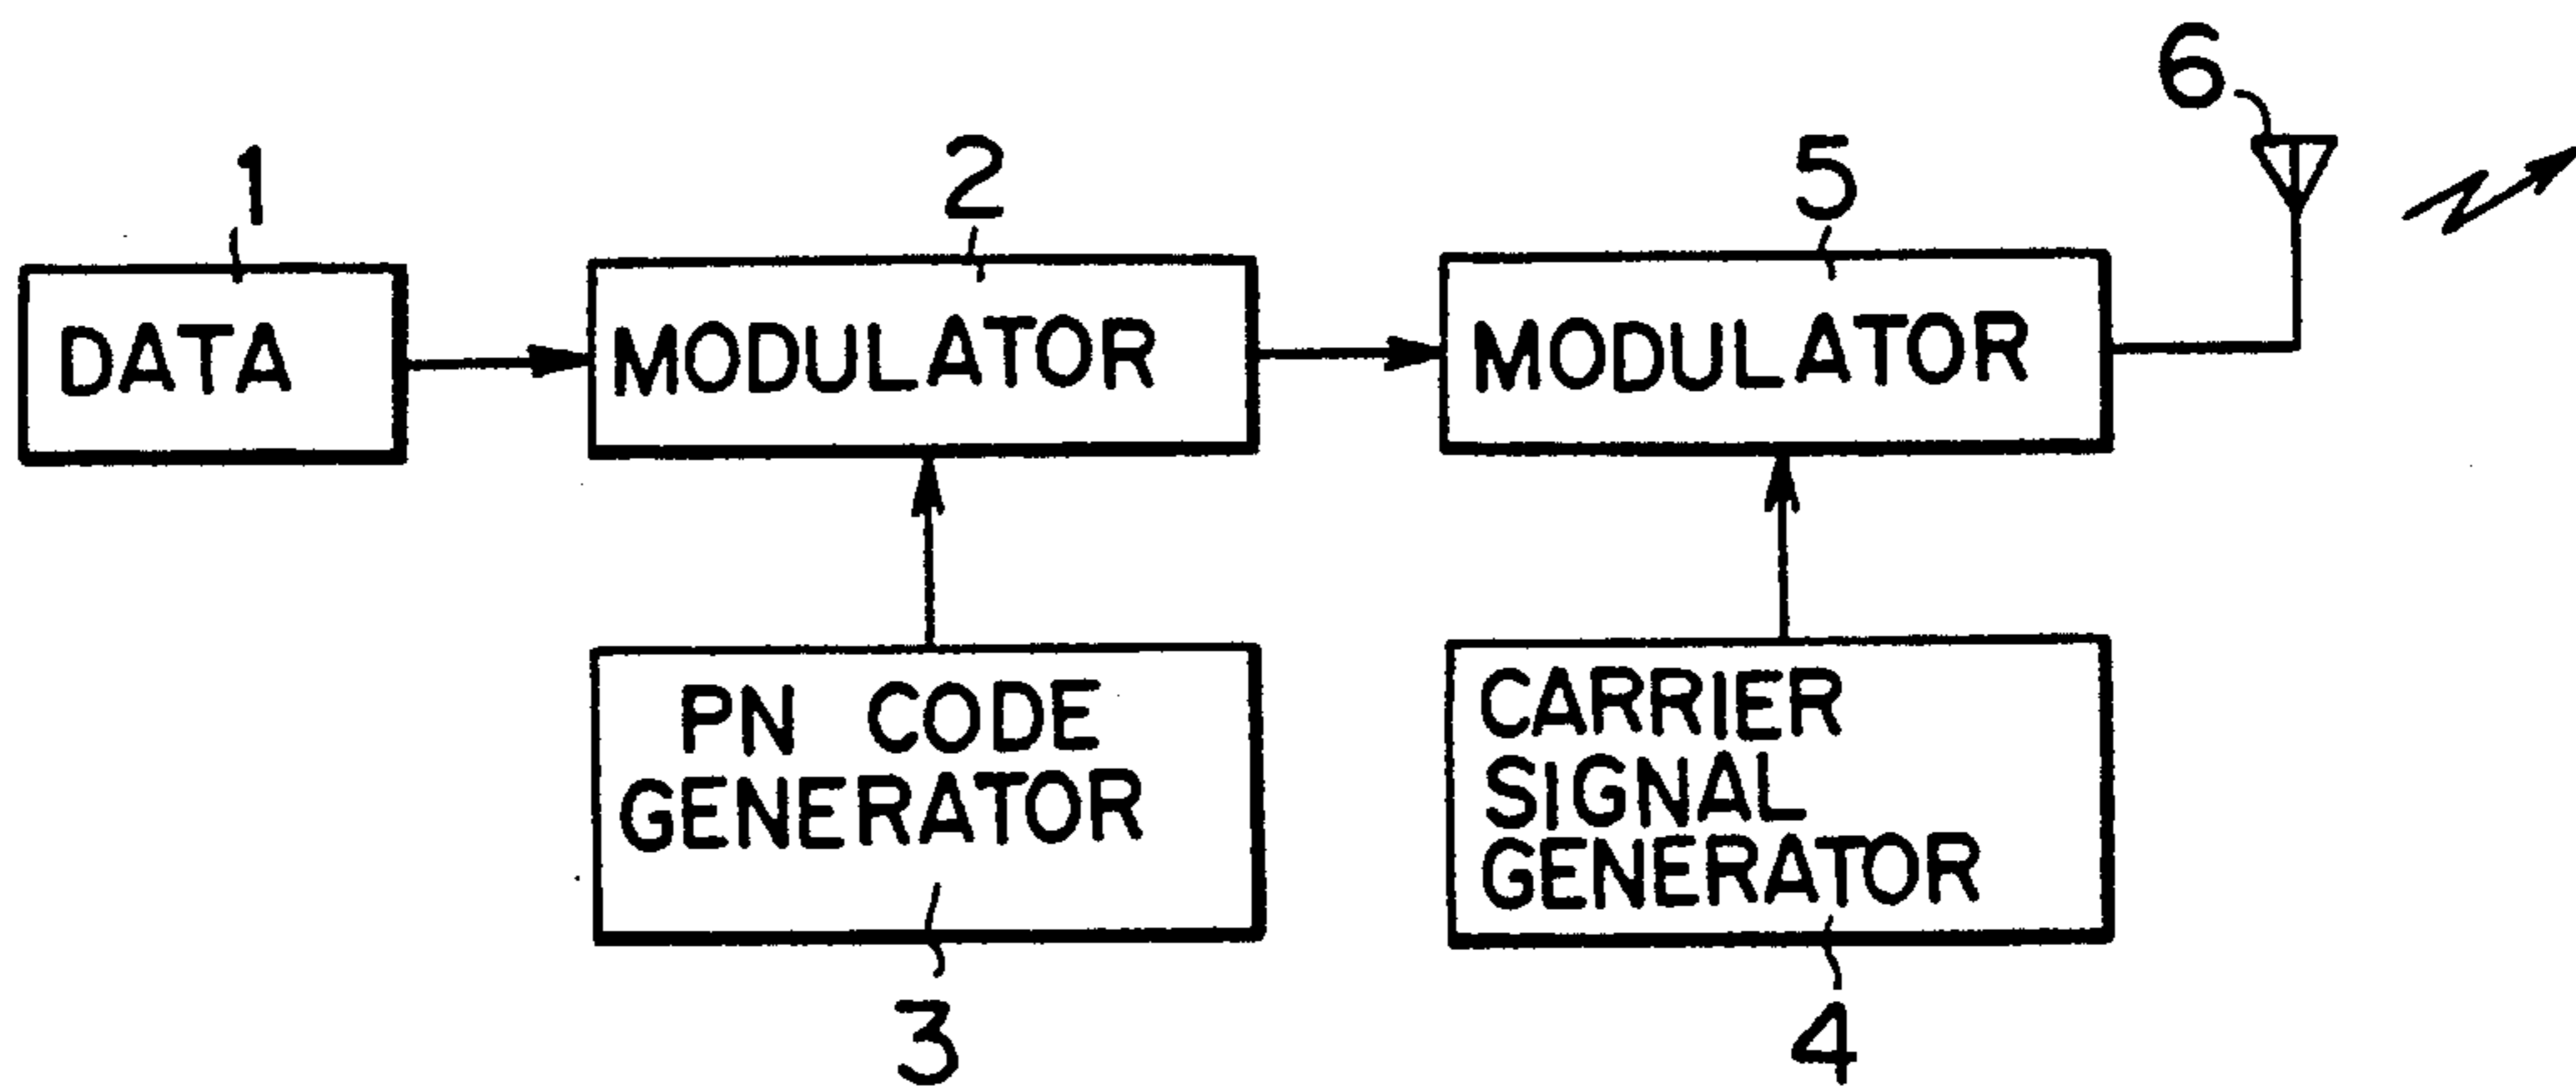 6
1
2
5
DATA
MODULATOR
MODULATOR
PN CODE
GENERATOR
CARRIER
SIGNAL
GENERATOR
3
4